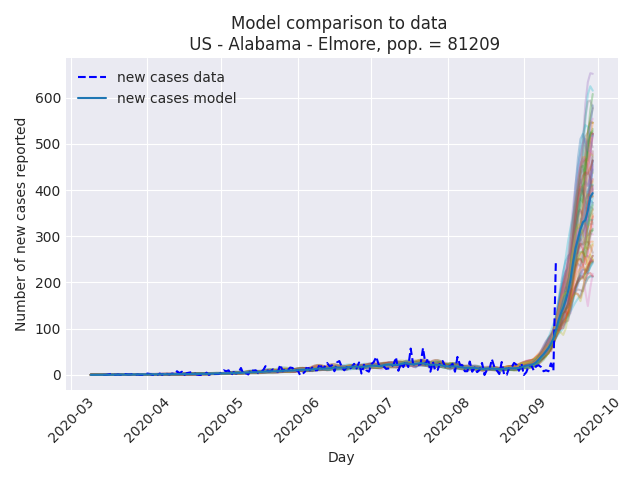 Model comparison to data
US - Alabama - Elmore, pop. = 81209
new cases data
new cases model
Number of new cases reported
600
500
400
300
200
100
0
2020-03
2020-04
2020-05
2020-06
2020-07
2020-08
2020-09
2020-10
Day